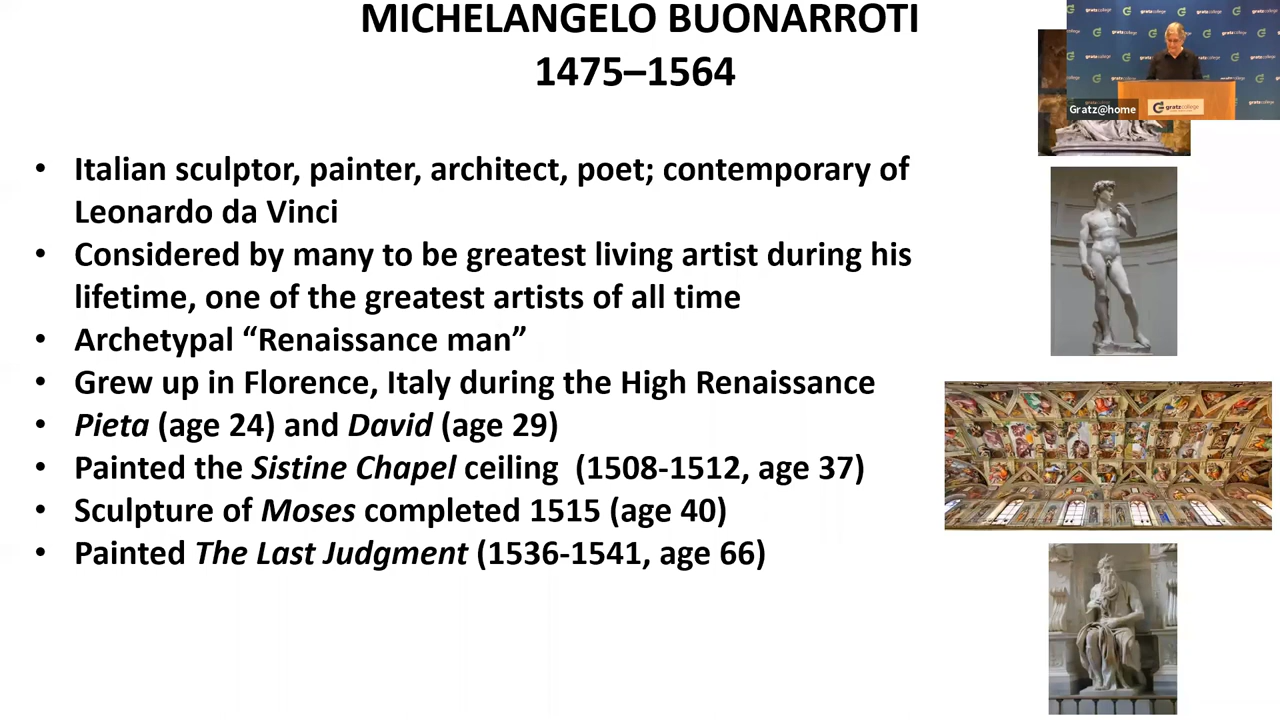 MICHELANGELO BUONARROTI
1475–1564
• Italian sculptor, painter, architect, poet; contemporary of
Leonardo da Vinci
• Considered by many to be greatest living artist during his
lifetime, one of the greatest artists of all time
• Archetypal “Renaissance man”
• Grew up in Florence, Italy during the High Renaissance
• Pieta (age 24) and David (age 29)
• Painted the Sistine Chapel ceiling (1508-1512, age 37)
• Sculpture of Moses completed 1515 (age 40)
• Painted The Last Judgment (1536-1541, age 66)
Gratz@home
gratzcollege